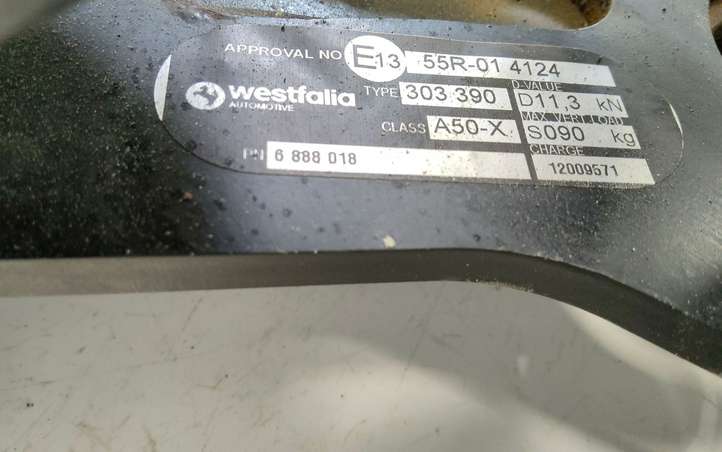 APPROVAL NO E13 55R-01 4124
westfalia
AUTOMOTIVE
TYPE 303 390
D-VALUE
D11,3 kN
CLASS A50-X
MAX. VERT. LOAD
S090 kg
PN 6 888 018
CHARGE
12009571